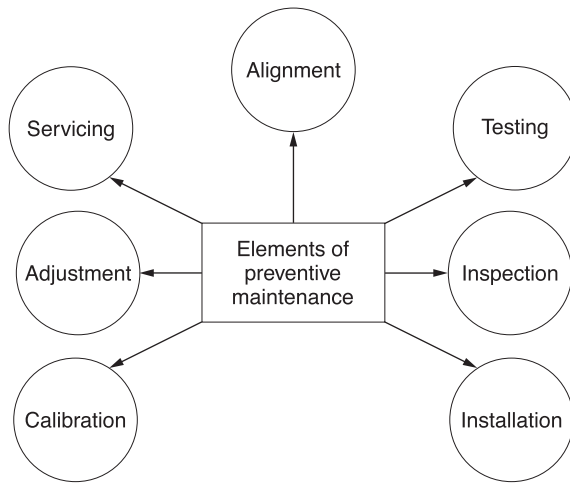 Alignment
Servicing
Testing
Elements of
preventive
maintenance
Adjustment
Inspection
Calibration
Installation